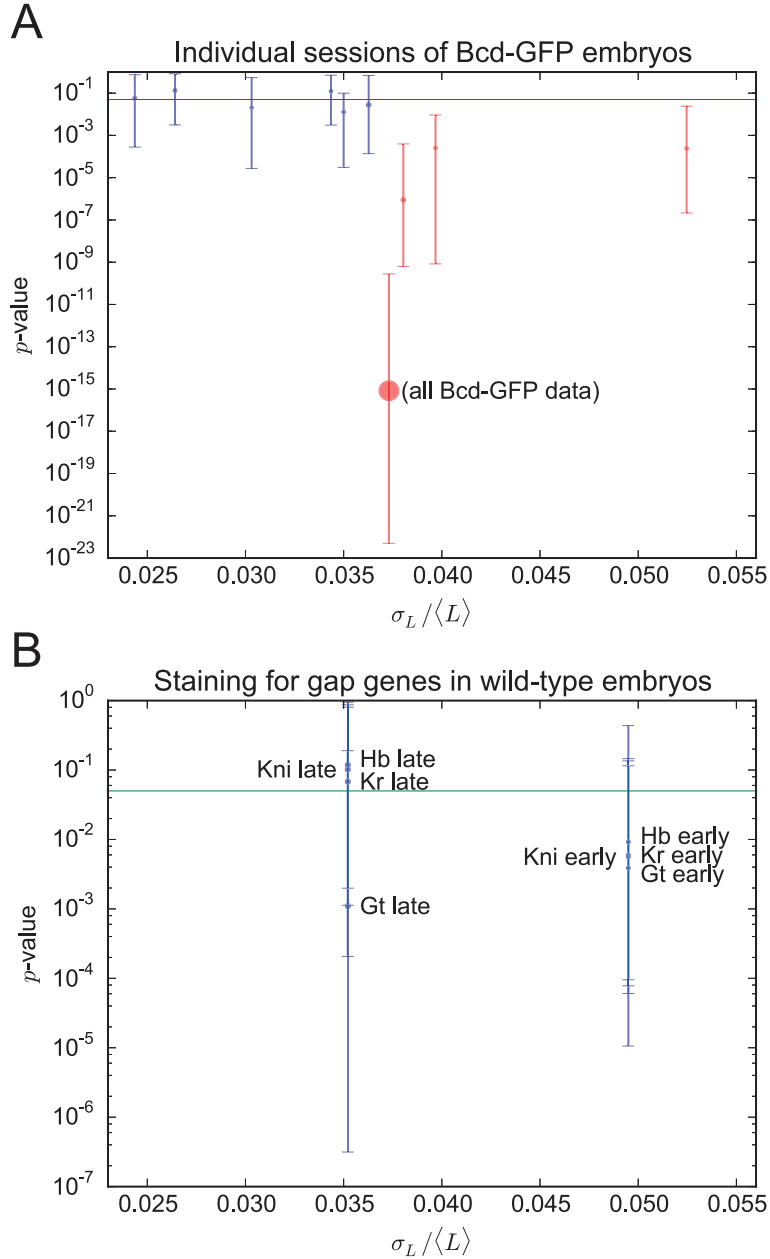 A
Individual sessions of Bcd-GFP embryos
10⁻¹
10⁻³
10⁻⁵
10⁻⁷
10⁻⁹
10⁻¹¹
10⁻¹³
10⁻¹⁵
10⁻¹⁷
10⁻¹⁹
10⁻²¹
10⁻²³
p-value
(all Bcd-GFP data)
0.025 0.030 0.035 0.040 0.045 0.050 0.055
σ_L/⟨L⟩
B
Staining for gap genes in wild-type embryos
10⁰
10⁻¹
10⁻²
10⁻³
10⁻⁴
10⁻⁵
10⁻⁶
10⁻⁷
p-value
Hb late
Kni late
Kr late
Gt late
Hb early
Kni early Kr early
Gt early
0.025 0.030 0.035 0.040 0.045 0.050 0.055
σ_L/⟨L⟩